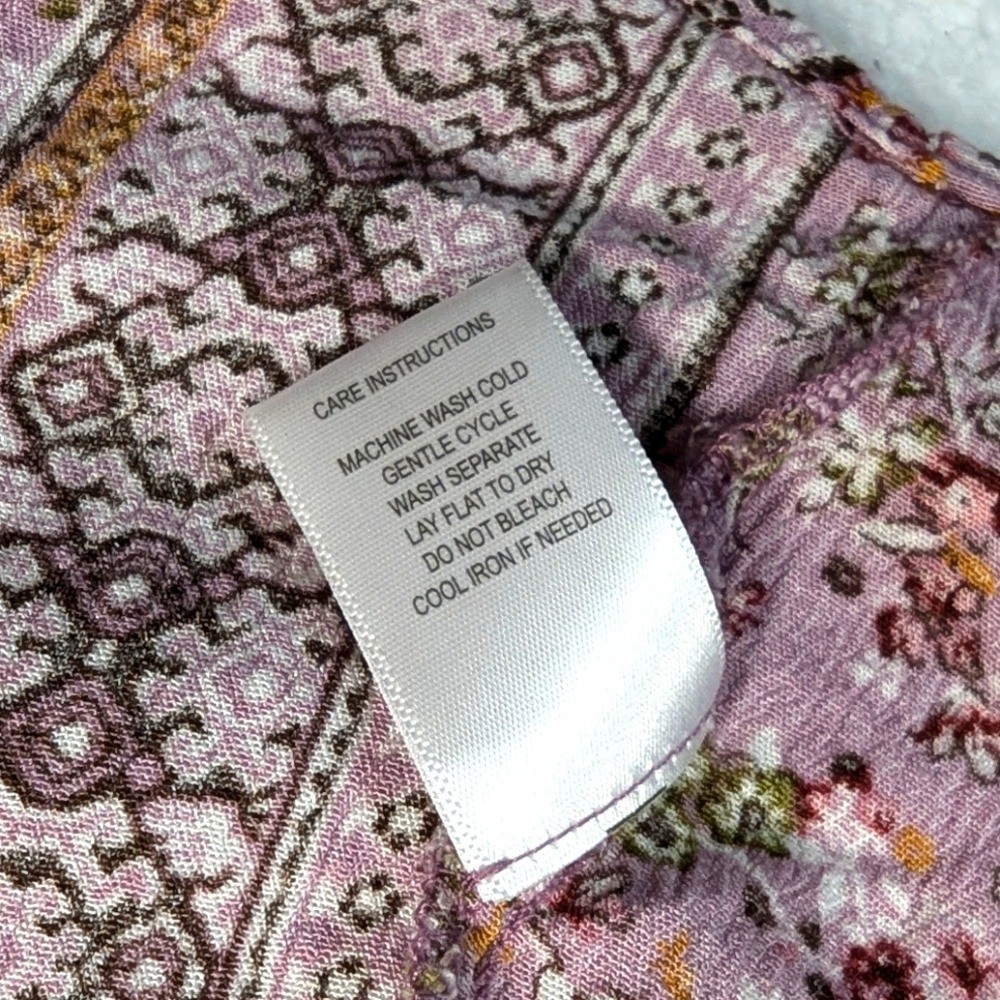 CARE INSTRUCTIONS
MACHINE WASH COLD
GENTLE CYCLE
WASH SEPARATE
LAY FLAT TO DRY
DO NOT BLEACH
COOL IRON IF NEEDED